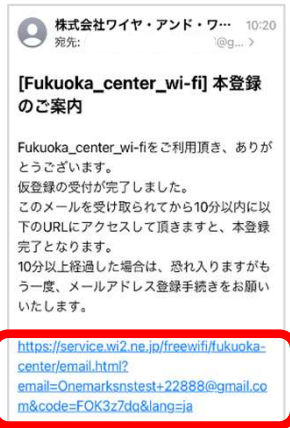 株式会社ワイヤ・アンド・ワ… 10:20
宛先: @g... >
[Fukuoka_center_wi-fi] 本登録
のご案内
Fukuoka_center_wi-fiをご利用頂き、ありが
とうございます。
仮登録の受付が完了しました。
このメールを受け取られてから10分以内に以
下のURLにアクセスして頂きますと、本登録
完了となります。
10分以上経過した場合は、恐れ入りますがも
う一度、メールアドレス登録手続きをお願い
いたします。
https://service.wi2.ne.jp/freewifi/fukuoka-
center/email.html?
email=Onemarksnstest+22888@gmail.co
m&code=FOK3z7dq&lang=ja